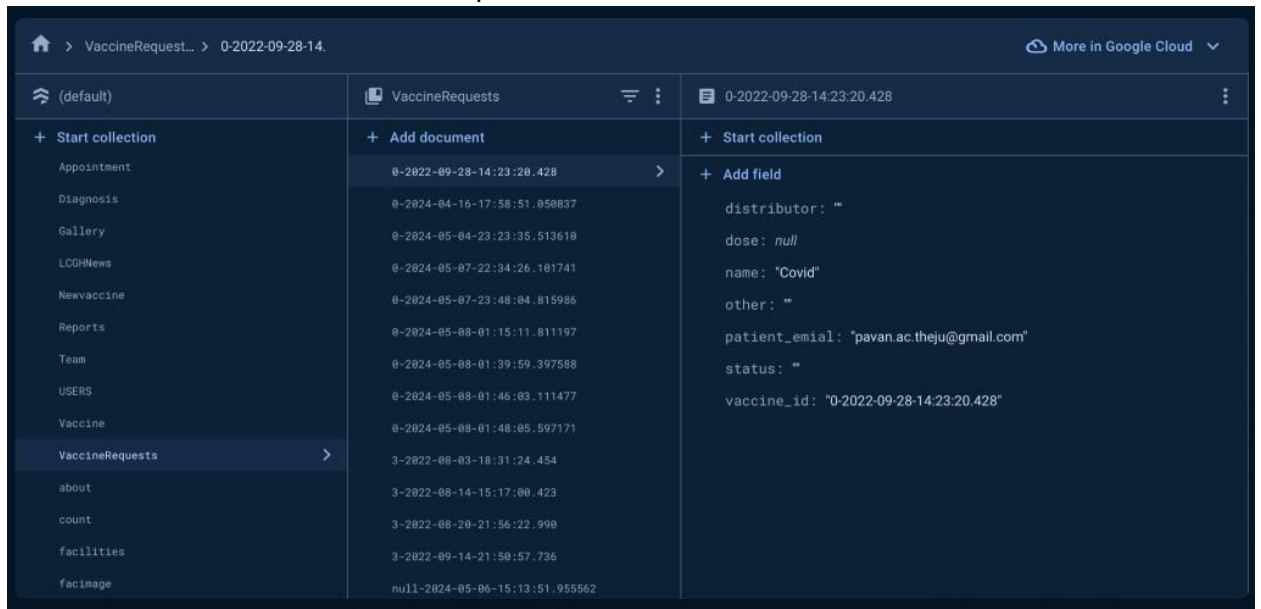 VaccineRequest... > 0-2022-09-28-14.
More in Google Cloud
(default)
+ Start collection
Appointment
Diagnosis
Gallery
LCGHNews
Newvaccine
Reports
Team
USERS
Vaccine
VaccineRequests
about
count
facilities
facimage
VaccineRequests
+ Add document
0-2022-09-28-14:23:20.428
0-2024-04-16-17:58:51.050837
0-2024-05-04-23:23:35.513610
0-2024-05-07-22:34:26.101741
0-2024-05-07-23:48:04.815986
0-2024-05-08-01:15:11.811197
0-2024-05-08-01:39:59.397588
0-2024-05-08-01:46:03.111477
0-2024-05-08-01:48:05.597171
3-2022-08-03-18:31:24.454
3-2022-08-14-15:17:00.423
3-2022-08-20-21:56:22.990
3-2022-09-14-21:50:57.736
null-2024-05-06-15:13:51.955562
0-2022-09-28-14:23:20.428
+ Start collection
+ Add field
distributor: ""
dose: null
name: "Covid"
other: ""
patient_emial: "pavan.ac.theju@gmail.com"
status: ""
vaccine_id: "0-2022-09-28-14:23:20.428"